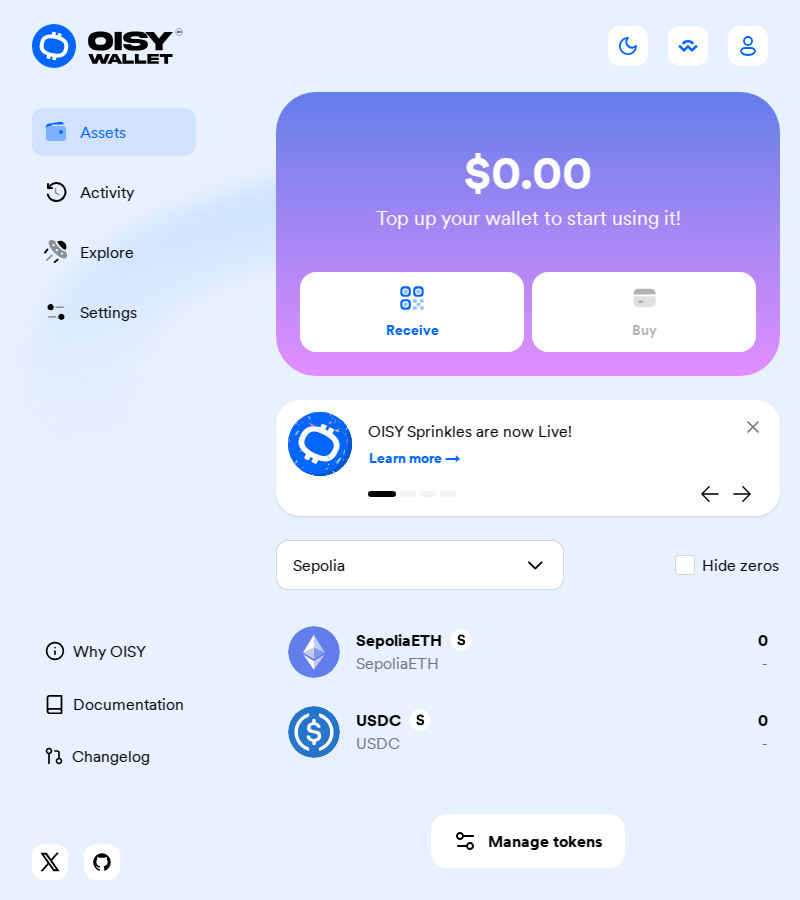 OISY
WALLET
Assets
Activity
Explore
Settings
$0.00
Top up your wallet to start using it!
Receive
Buy
OISY Sprinkles are now Live!
Learn more →
Sepolia
Hide zeros
SepoliaETH S
0
SepoliaETH
-
USDC S
0
USDC
-
Manage tokens
Why OISY
Documentation
Changelog